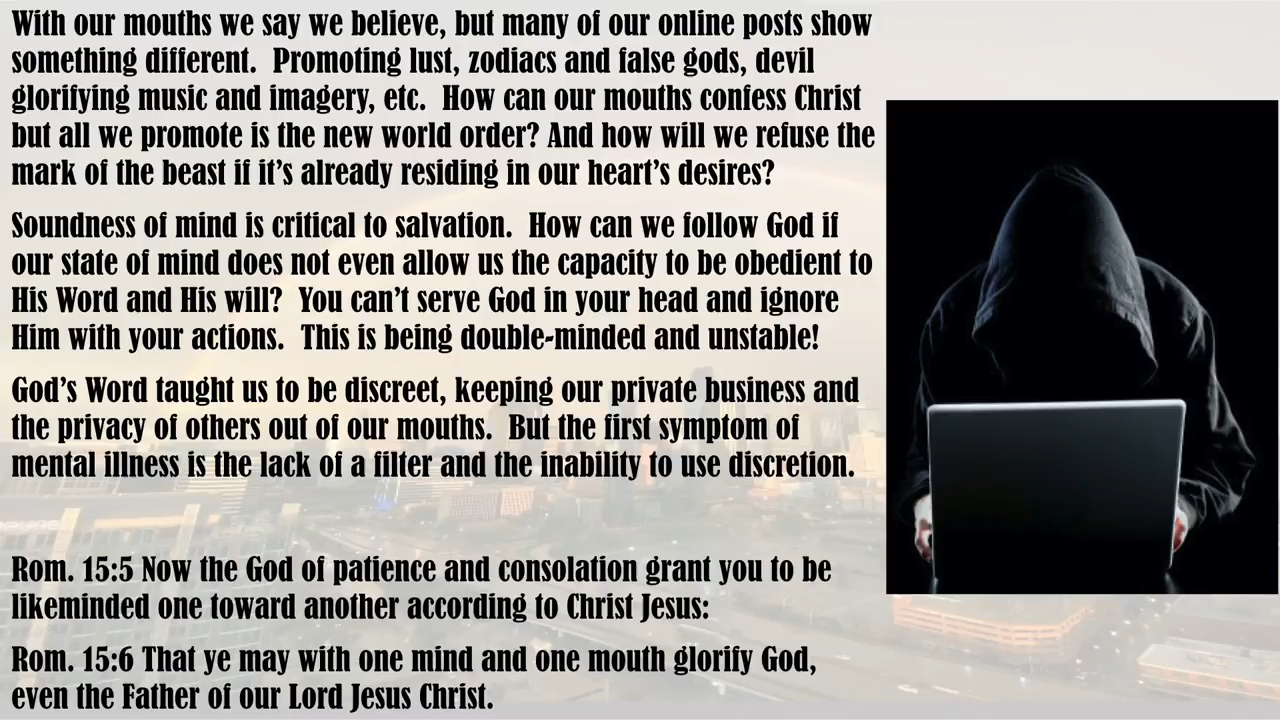 With our mouths we say we believe, but many of our online posts show
something different.  Promoting lust, zodiacs and false gods, devil
glorifying music and imagery, etc.  How can our mouths confess Christ
but all we promote is the new world order? And how will we refuse the
mark of the beast if it’s already residing in our heart’s desires?
Soundness of mind is critical to salvation.  How can we follow God if
our state of mind does not even allow us the capacity to be obedient to
His Word and His will?  You can’t serve God in your head and ignore
Him with your actions.  This is being double-minded and unstable!
God’s Word taught us to be discreet, keeping our private business and
the privacy of others out of our mouths.  But the first symptom of
mental illness is the lack of a filter and the inability to use discretion.
Rom. 15:5 Now the God of patience and consolation grant you to be
likeminded one toward another according to Christ Jesus:
Rom. 15:6 That ye may with one mind and one mouth glorify God,
even the Father of our Lord Jesus Christ.